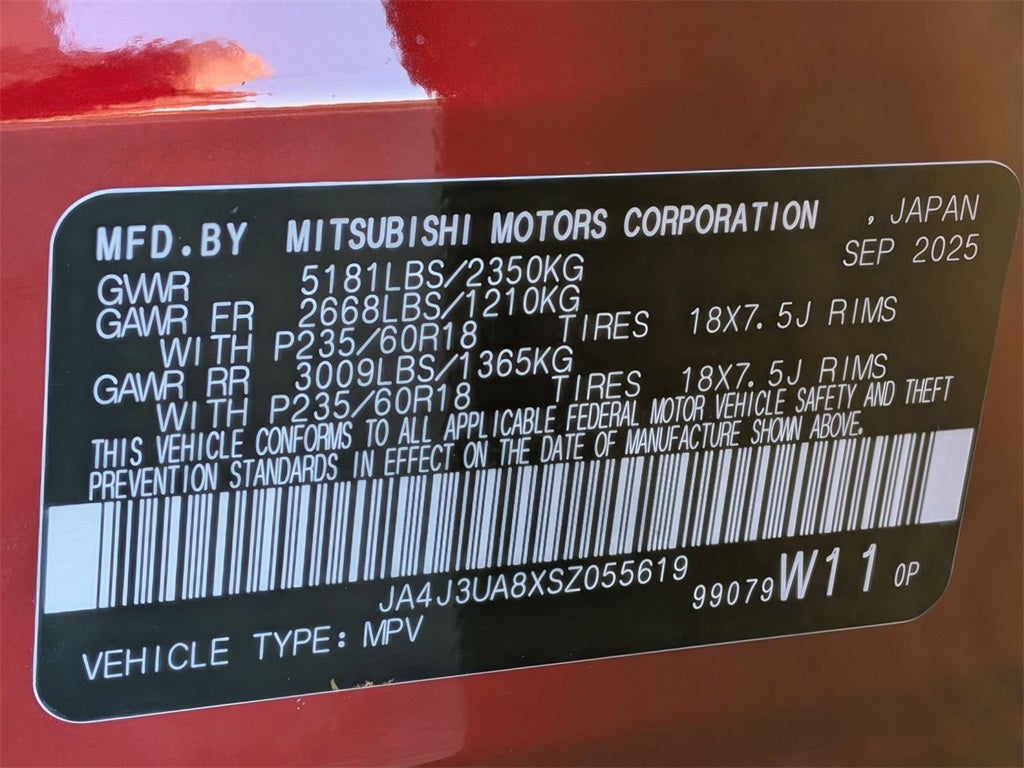 MFD.BY MITSUBISHI MOTORS CORPORATION , JAPAN
SEP 2025
GVWR 5181LBS/2350KG
GAWR FR 2668LBS/1210KG
WITH P235/60R18 TIRES 18X7.5J RIMS
GAWR RR 3009LBS/1365KG
WITH P235/60R18 TIRES 18X7.5J RIMS
THIS VEHICLE CONFORMS TO ALL APPLICABLE FEDERAL MOTOR VEHICLE SAFETY AND THEFT
PREVENTION STANDARDS IN EFFECT ON THE DATE OF MANUFACTURE SHOWN ABOVE.
JA4J3UA8XSZ055619
99079 W11 0P
VEHICLE TYPE: MPV